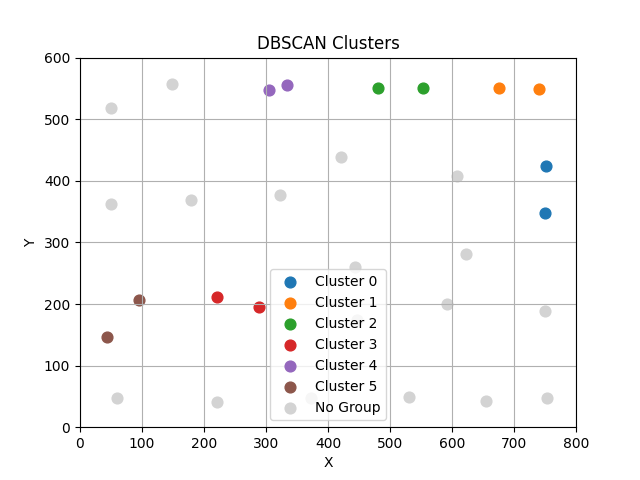 DBSCAN Clusters
600
500
400
300
200
100
0
Y
Cluster 0
Cluster 1
Cluster 2
Cluster 3
Cluster 4
Cluster 5
No Group
0 100 200 300 400 500 600 700 800
X